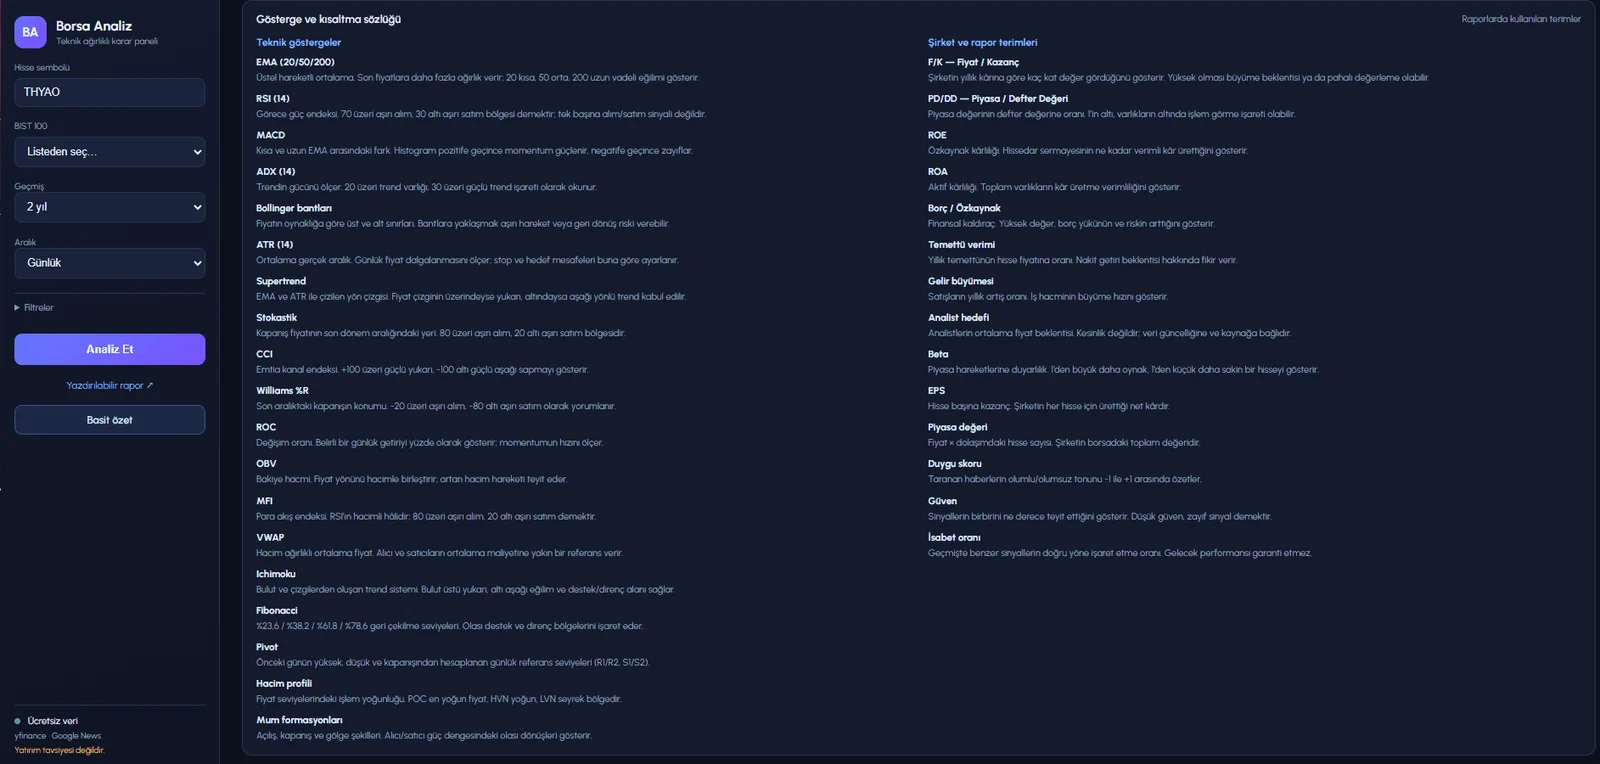 BA
Borsa Analiz
Teknik ağırlıklı karar paneli
Hisse sembolü
THYAO
BIST 100
Listeden seç...
Geçmiş
2 yıl
Aralık
Günlük
Filtreler
Analiz Et
Yazdırılabilir rapor ↗
Basit özet
Ücretsiz veri
yfinance · Google News
Yatırım tavsiyesi değildir.
Gösterge ve kısaltma sözlüğü
Raporlarda kullanılan terimler
Teknik göstergeler
EMA (20/50/200)
Üstel hareketli ortalama. Son fiyatlara daha fazla ağırlık verir; 20 kısa, 50 orta, 200 uzun vadeli eğilimi gösterir.
RSI (14)
Görece güç endeksi. 70 üzeri aşırı alım, 30 altı aşırı satım bölgesi demektir; tek başına alım/satım sinyali değildir.
MACD
Kısa ve uzun EMA arasındaki fark. Histogram pozitife geçince momentum güçlenir, negatife geçince zayıflar.
ADX (14)
Trendin gücünü ölçer. 20 üzeri trend varlığı, 30 üzeri güçlü trend işareti olarak okunur.
Bollinger bantları
Fiyatın oynaklığa göre üst ve alt sınırları. Bantlara yaklaşmak aşırı hareket veya geri dönüş riski verebilir.
ATR (14)
Ortalama gerçek aralık. Günlük fiyat dalgalanmasını ölçer; stop ve hedef mesafeleri buna göre ayarlanır.
Supertrend
EMA ve ATR ile çizilen yön çizgisi. Fiyat çizginin üzerindeyse yukarı, altındaysa aşağı yönlü trend kabul edilir.
Stokastik
Kapanış fiyatının son dönem aralığındaki yeri. 80 üzeri aşırı alım, 20 altı aşırı satım bölgesidir.
CCI
Emtia kanal endeksi. +100 üzeri güçlü yukarı, -100 altı güçlü aşağı sapmayı gösterir.
Williams %R
Son aralıktaki kapanışın konumu. -20 üzeri aşırı alım, -80 altı aşırı satım olarak yorumlanır.
ROC
Değişim oranı. Belirli bir günlük getiriyi yüzde olarak gösterir; momentumun hızını ölçer.
OBV
Bakiye hacmi. Fiyat yönünü hacimle birleştirir; artan hacim hareketi teyit eder.
MFI
Para akış endeksi. RSI'ın hacimli hâlidir; 80 üzeri aşırı alım, 20 altı aşırı satım demektir.
VWAP
Hacim ağırlıklı ortalama fiyat. Alıcı ve satıcıların ortalama maliyetine yakın bir referans verir.
Ichimoku
Bulut ve çizgilerden oluşan trend sistemi. Bulut üstü yukarı, altı aşağı eğilim ve destek/direnç alanı sağlar.
Fibonacci
%23,6 / %38,2 / %61,8 / %78,6 geri çekilme seviyeleri. Olası destek ve direnç bölgelerini işaret eder.
Pivot
Önceki günün yüksek, düşük ve kapanışından hesaplanan günlük referans seviyeleri (R1/R2, S1/S2).
Hacim profili
Fiyat seviyelerindeki işlem yoğunluğu. POC en yoğun fiyat, HVN yoğun, LVN seyrek bölgedir.
Mum formasyonları
Açılış, kapanış ve gölge şekilleri. Alıcı/satıcı güç dengesindeki olası dönüşleri gösterir.
Şirket ve rapor terimleri
F/K — Fiyat / Kazanç
Şirketin yıllık kârına göre kaç kat değer gördüğünü gösterir. Yüksek olması büyüme beklentisi ya da pahalı değerleme olabilir.
PD/DD — Piyasa / Defter Değeri
Piyasa değerinin defter değerine oranı. 1'in altı, varlıkların altında işlem görme işareti olabilir.
ROE
Özkaynak kârlılığı. Hissedar sermayesinin ne kadar verimli kâr ürettiğini gösterir.
ROA
Aktif kârlılığı. Toplam varlıkların kâr üretme verimliliğini gösterir.
Borç / Özkaynak
Finansal kaldıraç. Yüksek değer, borç yükünün ve riskin arttığını gösterir.
Temettü verimi
Yıllık temettünün hisse fiyatına oranı. Nakit getiri beklentisi hakkında fikir verir.
Gelir büyümesi
Satışların yıllık artış oranı. İş hacminin büyüme hızını gösterir.
Analist hedefi
Analistlerin ortalama fiyat beklentisi. Kesinlik değildir; veri güncelliğine ve kaynağa bağlıdır.
Beta
Piyasa hareketlerine duyarlılık. 1'den büyük daha oynak, 1'den küçük daha sakin bir hisseyi gösterir.
EPS
Hisse başına kazanç. Şirketin her hisse için ürettiği net kârdır.
Piyasa değeri
Fiyat × dolaşımdaki hisse sayısı. Şirketin borsadaki toplam değeridir.
Duygu skoru
Taranan haberlerin olumlu/olumsuz tonunu -1 ile +1 arasında özetler.
Güven
Sinyallerin birbirini ne derece teyit ettiğini gösterir. Düşük güven, zayıf sinyal demektir.
İsabet oranı
Geçmişte benzer sinyallerin doğru yöne işaret etme oranı. Gelecek performansı garanti etmez.